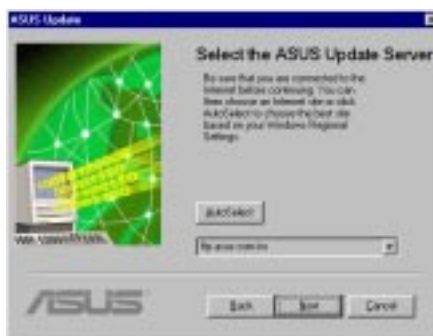 ASUS Update
Select the ASUS Update Server
Be sure that you are connected to the
Internet before continuing. You can
then choose an Internet site or click
AutoSelect to choose the best site
based on your Windows Regional
Settings.
AutoSelect
ASUS
Back
Next
Cancel